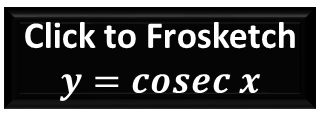 Click to Frosketch
y = cosec x